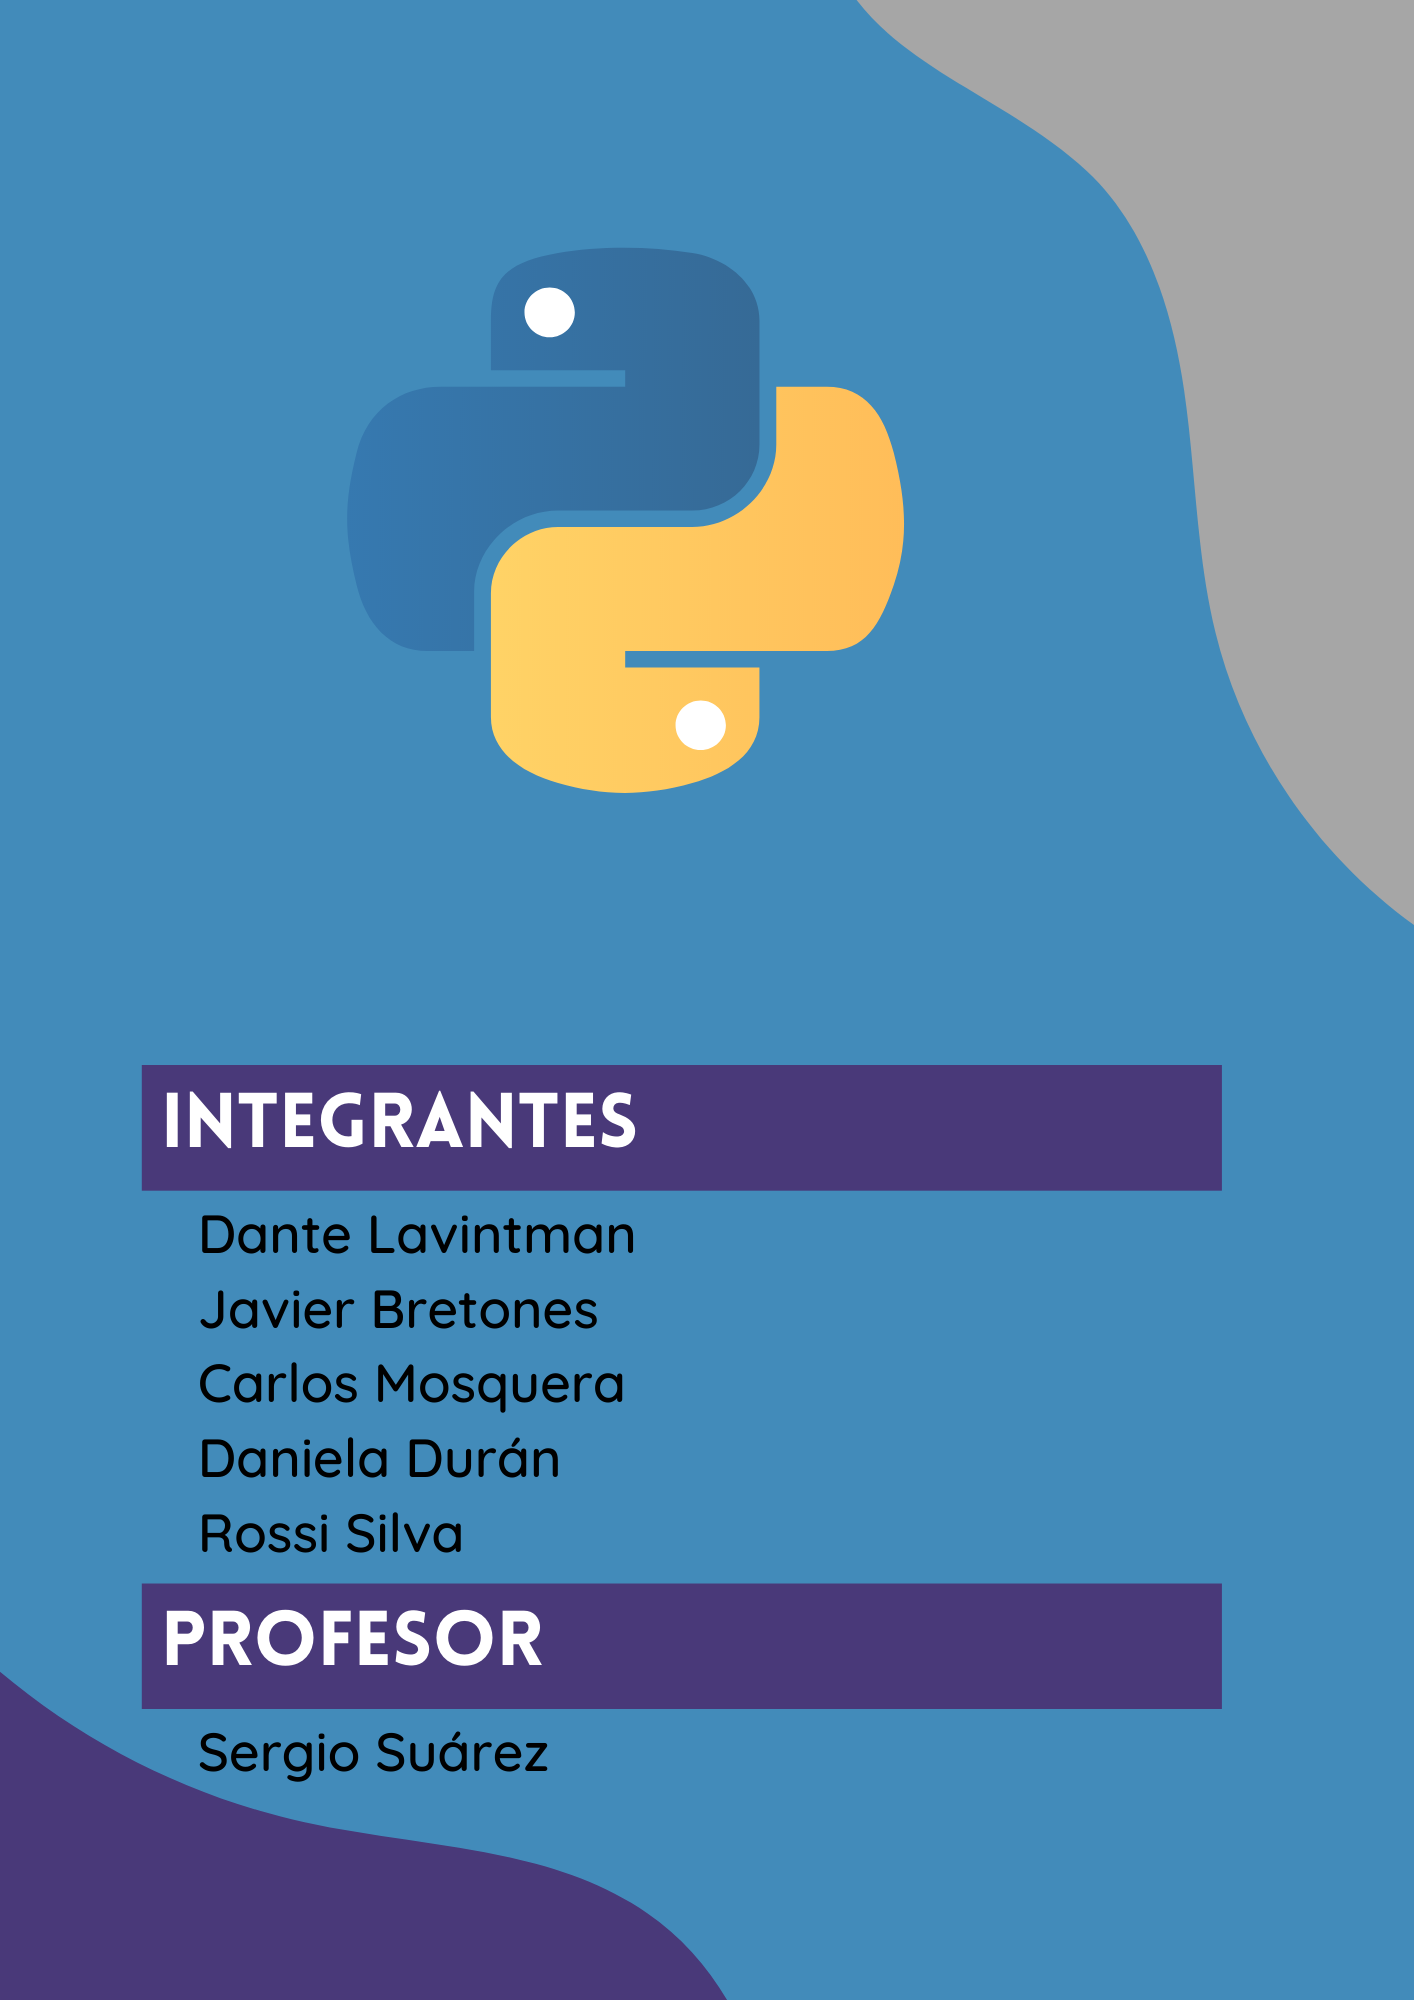 INTEGRANTES
Dante Lavintman
Javier Bretones
Carlos Mosquera
Daniela Durán
Rossi Silva
PROFESOR
Sergio Suárez